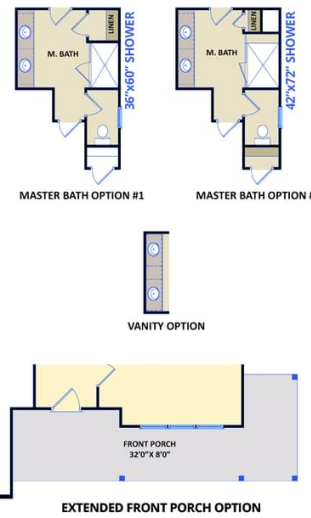 LINEN
M. BATH
36"x60" SHOWER
MASTER BATH OPTION #1
LINEN
M. BATH
42"x72" SHOWER
MASTER BATH OPTION #
VANITY OPTION
FRONT PORCH
32'0"X 8'0"
EXTENDED FRONT PORCH OPTION